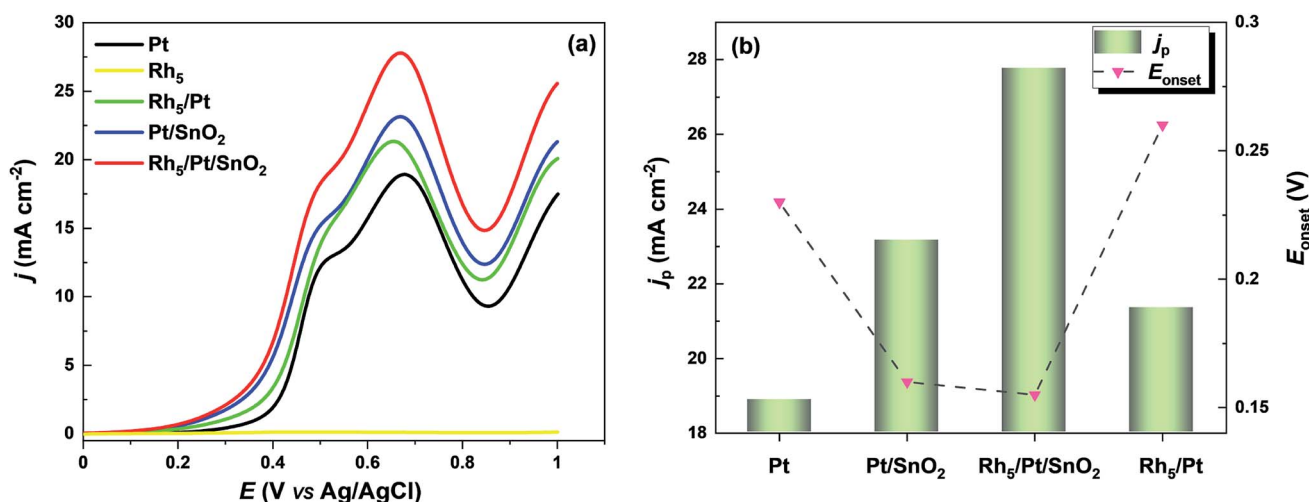 (a)
Pt
Rh₅
Rh₅/Pt
Pt/SnO₂
Rh₅/Pt/SnO₂
30
25
20
15
10
5
0
j (mA cm⁻²)
0 0.2 0.4 0.6 0.8 1
E (V vs Ag/AgCl)
(b)
jₚ
Eonset
28
26
24
22
20
18
jₚ (mA cm⁻²)
0.3
0.25
0.2
0.15
Eonset (V)
Pt Pt/SnO₂ Rh₅/Pt/SnO₂ Rh₅/Pt